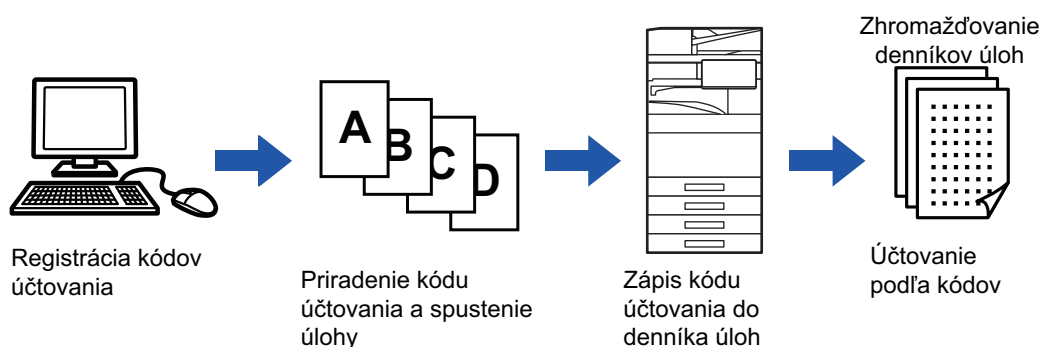 Zhromažďovanie
denníkov úloh
A
B
C
D
Registrácia kódov
účtovania
Priradenie kódu
účtovania a spustenie
úlohy
Zápis kódu
účtovania do
denníka úloh
Účtovanie
podľa kódov